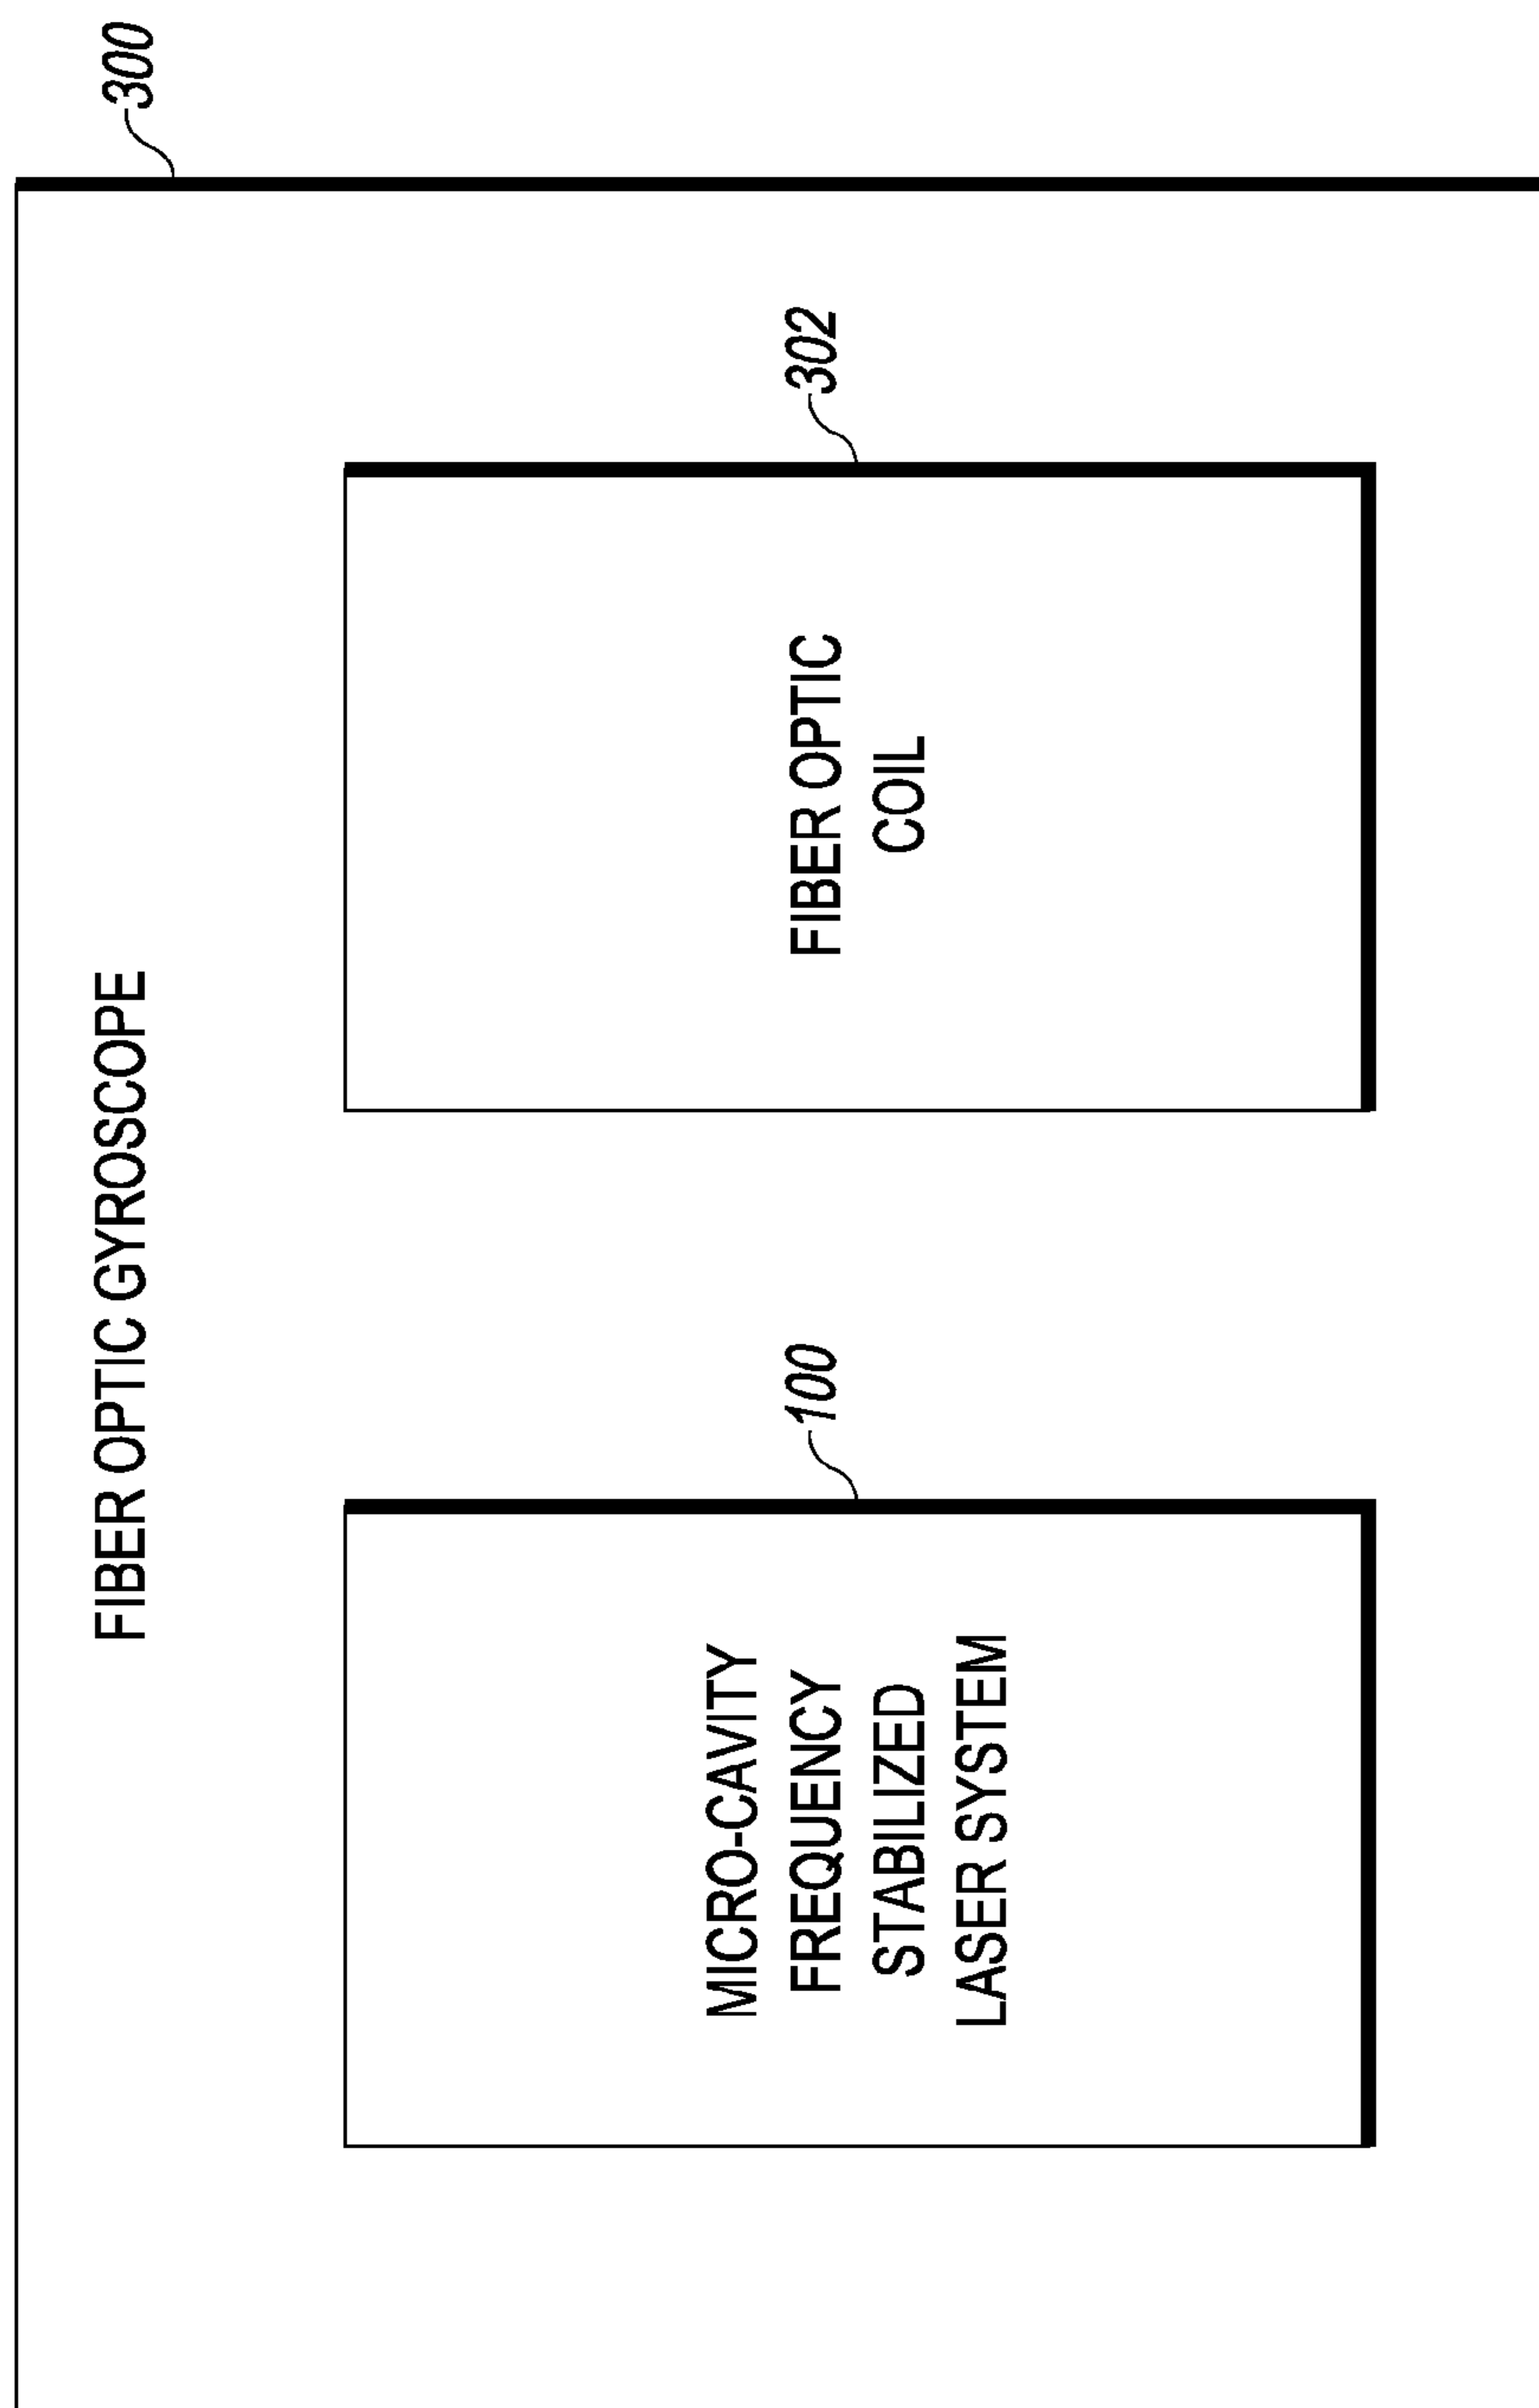 300
FIBER OPTIC GYROSCOPE
100
MICRO-CAVITY
FREQUENCY
STABILIZED
LASER SYSTEM
302
FIBER OPTIC
COIL